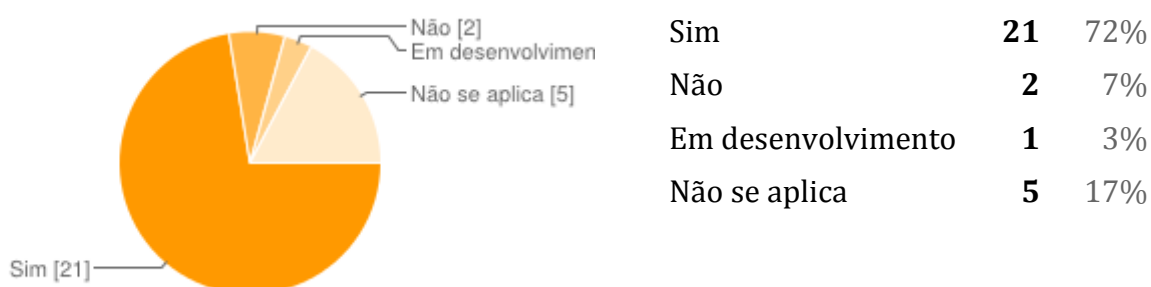 Não [2]
Em desenvolvimen
Não se aplica [5]
Sim [21]
Sim 21 72%
Não 2 7%
Em desenvolvimento 1 3%
Não se aplica 5 17%